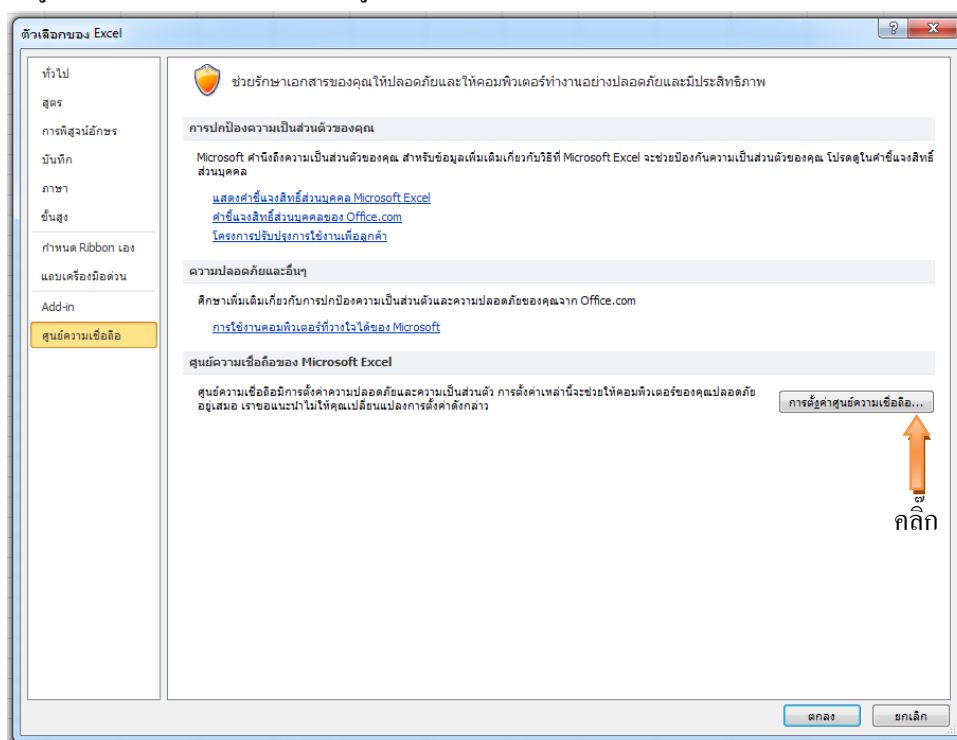 ตัวเลือกของ Excel
ทั่วไป
สูตร
การพิสูจน์อักษร
บันทึก
ภาษา
ขั้นสูง
กำหนด Ribbon เอง
แถบเครื่องมือด่วน
Add-in
ศูนย์ความเชื่อถือ
ช่วยรักษาเอกสารของคุณให้ปลอดภัยและให้คอมพิวเตอร์ทำงานอย่างปลอดภัยและมีประสิทธิภาพ
การปกป้องความเป็นส่วนตัวของคุณ
Microsoft คำนึงถึงความเป็นส่วนตัวของคุณ สำหรับข้อมูลเพิ่มเติมเกี่ยวกับวิธีที่ Microsoft Excel จะช่วยป้องกันความเป็นส่วนตัวของคุณ โปรดดูในคำชี้แจงสิทธิ์
ส่วนบุคคล
แสดงคำชี้แจงสิทธิ์ส่วนบุคคล Microsoft Excel
คำชี้แจงสิทธิ์ส่วนบุคคลของ Office.com
โครงการปรับปรุงการใช้งานเพื่อลูกค้า
ความปลอดภัยและอื่นๆ
ศึกษาเพิ่มเติมเกี่ยวกับการปกป้องความเป็นส่วนตัวและความปลอดภัยของคุณจาก Office.com
การใช้งานคอมพิวเตอร์ที่วางใจได้ของ Microsoft
ศูนย์ความเชื่อถือของ Microsoft Excel
ศูนย์ความเชื่อถือมีการตั้งค่าความปลอดภัยและความเป็นส่วนตัว การตั้งค่าเหล่านี้จะช่วยให้คอมพิวเตอร์ของคุณปลอดภัย
อยู่เสมอ เราขอแนะนำไม่ให้คุณเปลี่ยนแปลงการตั้งค่าดังกล่าว
การตั้งค่าศูนย์ความเชื่อถือ...
คลิ๊ก
ตกลง
ยกเลิก